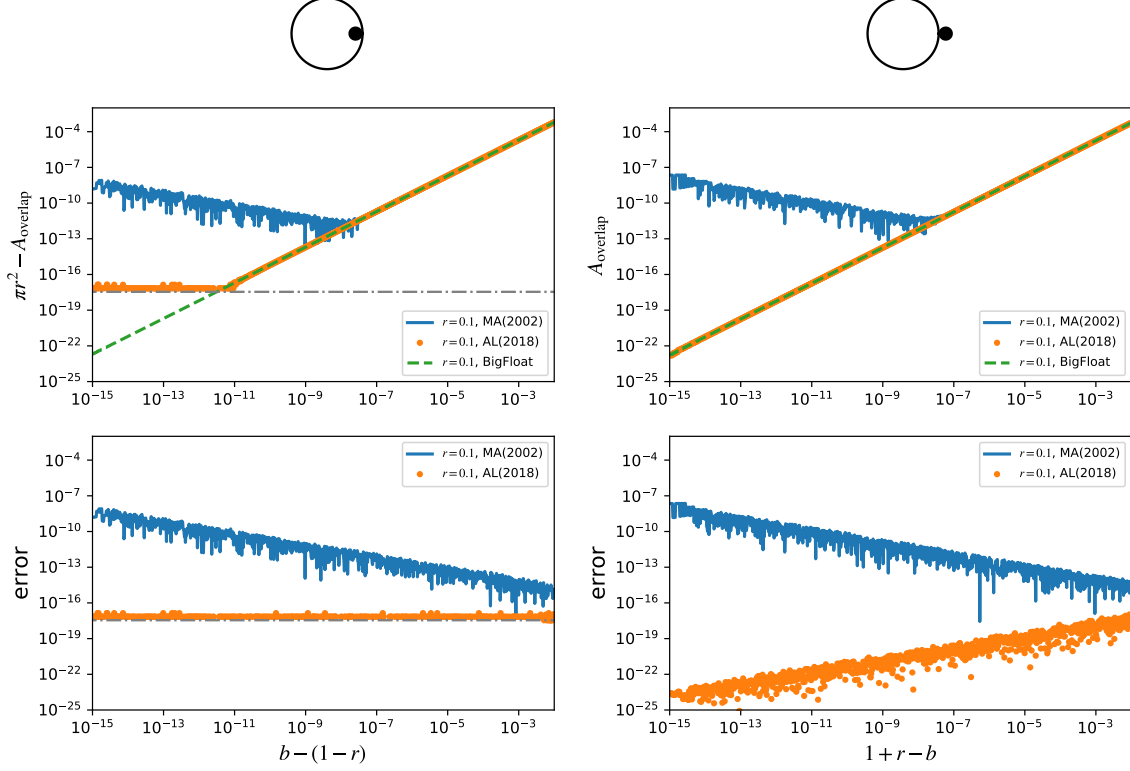 πr² − A_overlap
10⁻⁴
10⁻⁷
10⁻¹⁰
10⁻¹³
10⁻¹⁶
10⁻¹⁹
10⁻²²
10⁻²⁵
r=0.1, MA(2002)
r=0.1, AL(2018)
r=0.1, BigFloat
10⁻¹⁵ 10⁻¹³ 10⁻¹¹ 10⁻⁹ 10⁻⁷ 10⁻⁵ 10⁻³
A_overlap
10⁻⁴
10⁻⁷
10⁻¹⁰
10⁻¹³
10⁻¹⁶
10⁻¹⁹
10⁻²²
10⁻²⁵
r=0.1, MA(2002)
r=0.1, AL(2018)
r=0.1, BigFloat
10⁻¹⁵ 10⁻¹³ 10⁻¹¹ 10⁻⁹ 10⁻⁷ 10⁻⁵ 10⁻³
error
10⁻⁴
10⁻⁷
10⁻¹⁰
10⁻¹³
10⁻¹⁶
10⁻¹⁹
10⁻²²
10⁻²⁵
r=0.1, MA(2002)
r=0.1, AL(2018)
10⁻¹⁵ 10⁻¹³ 10⁻¹¹ 10⁻⁹ 10⁻⁷ 10⁻⁵ 10⁻³
b − (1 − r)
error
10⁻⁴
10⁻⁷
10⁻¹⁰
10⁻¹³
10⁻¹⁶
10⁻¹⁹
10⁻²²
10⁻²⁵
r=0.1, MA(2002)
r=0.1, AL(2018)
10⁻¹⁵ 10⁻¹³ 10⁻¹¹ 10⁻⁹ 10⁻⁷ 10⁻⁵ 10⁻³
1 + r − b